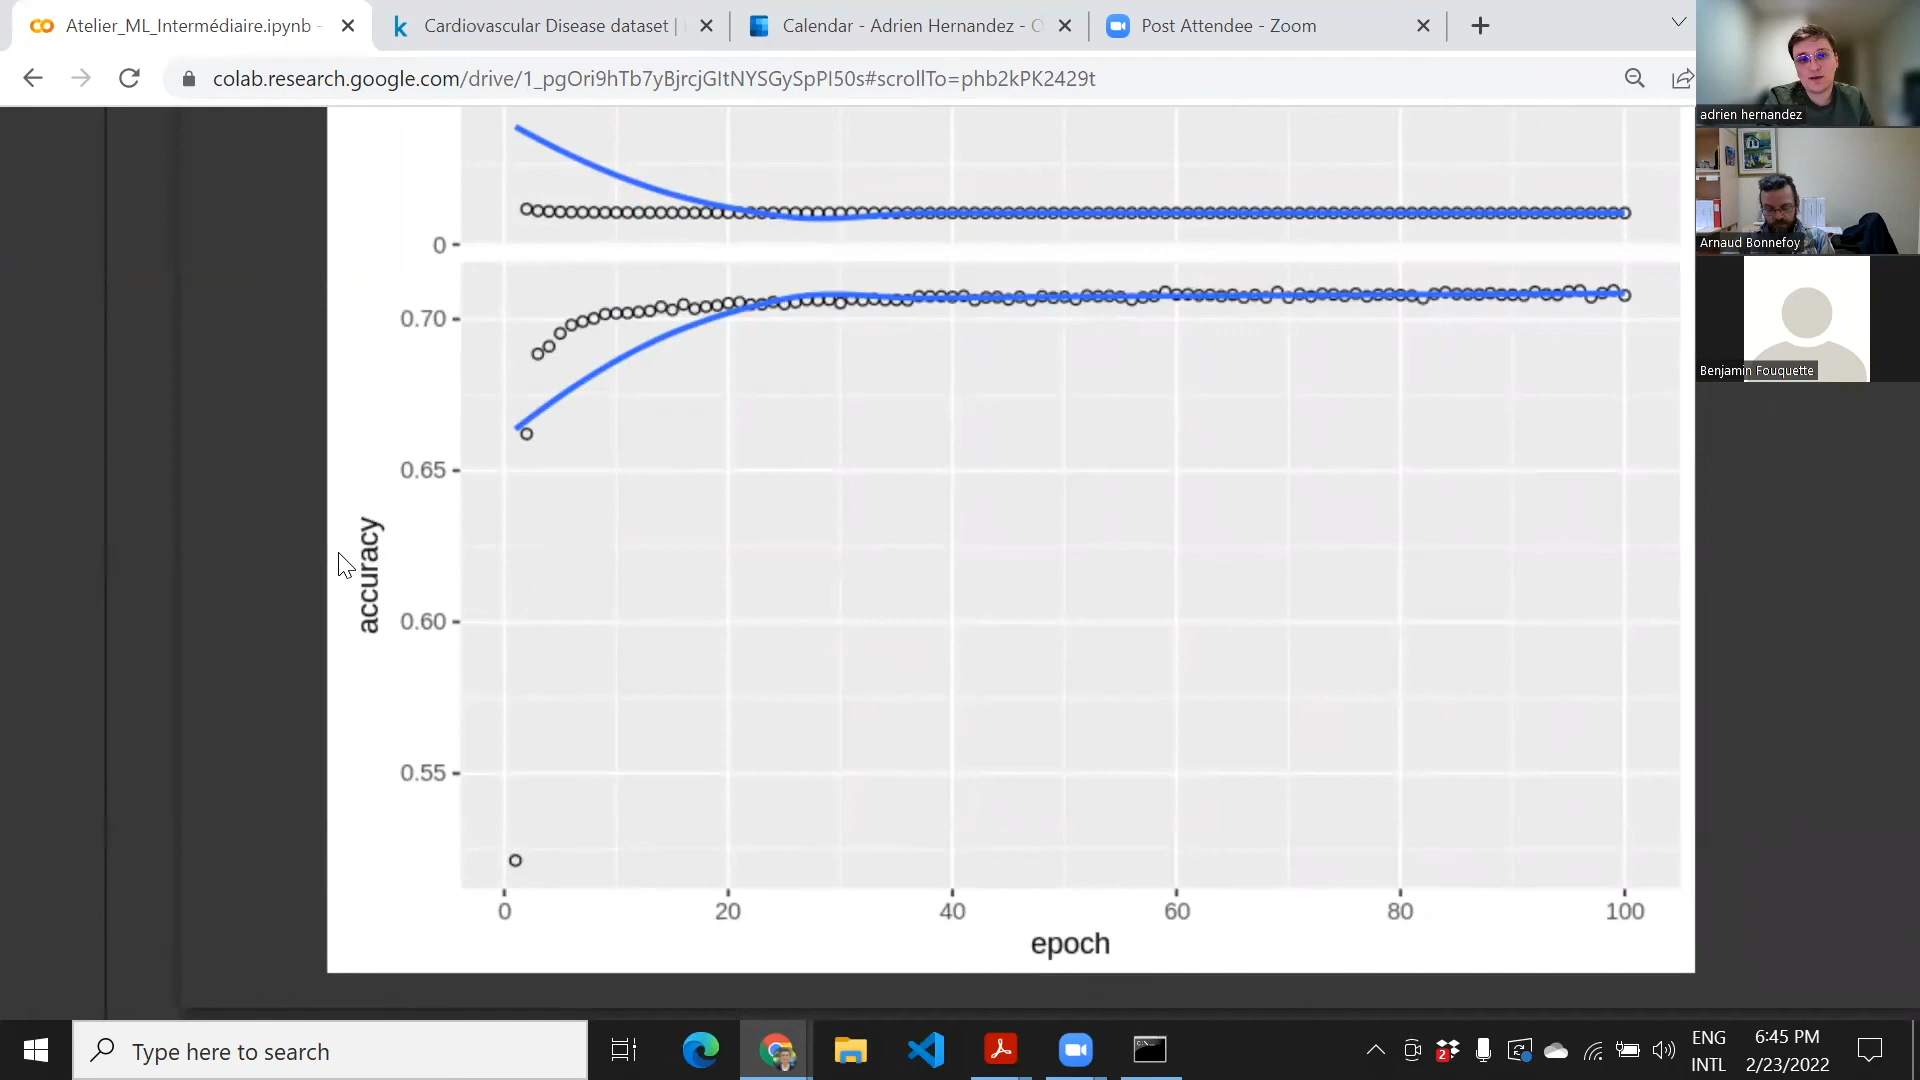 Atelier_ML_Intermédiaire.ipynb -
Cardiovascular Disease dataset |
Calendar - Adrien Hernandez - O
Post Attendee - Zoom
colab.research.google.com/drive/1_pgOri9hTb7yBjrcjGItNYSGySpPI50s#scrollTo=phb2kPK2429t
adrien hernandez
Arnaud Bonnefoy
Benjamin Fouquette
0
0.70
0.65
0.60
0.55
accuracy
0 20 40 60 80 100
epoch
Type here to search
2
ENG
INTL
6:45 PM
2/23/2022